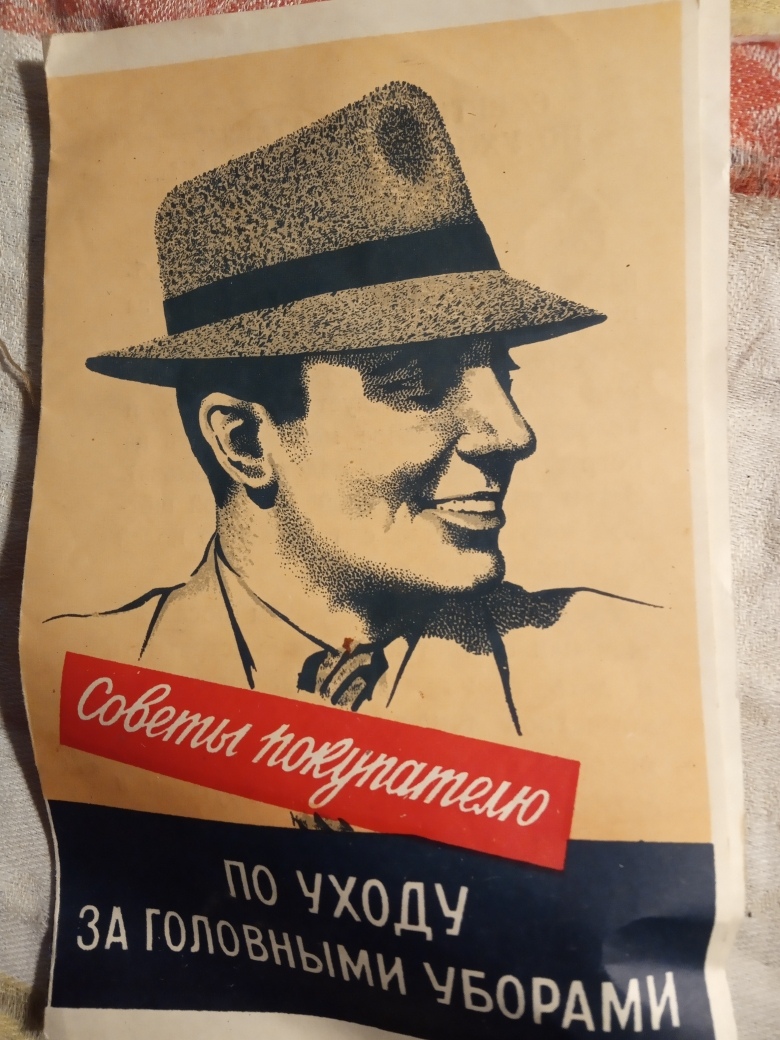 Советы покупателю
ПО УХОДУ
ЗА ГОЛОВНЫМИ УБОРАМИ